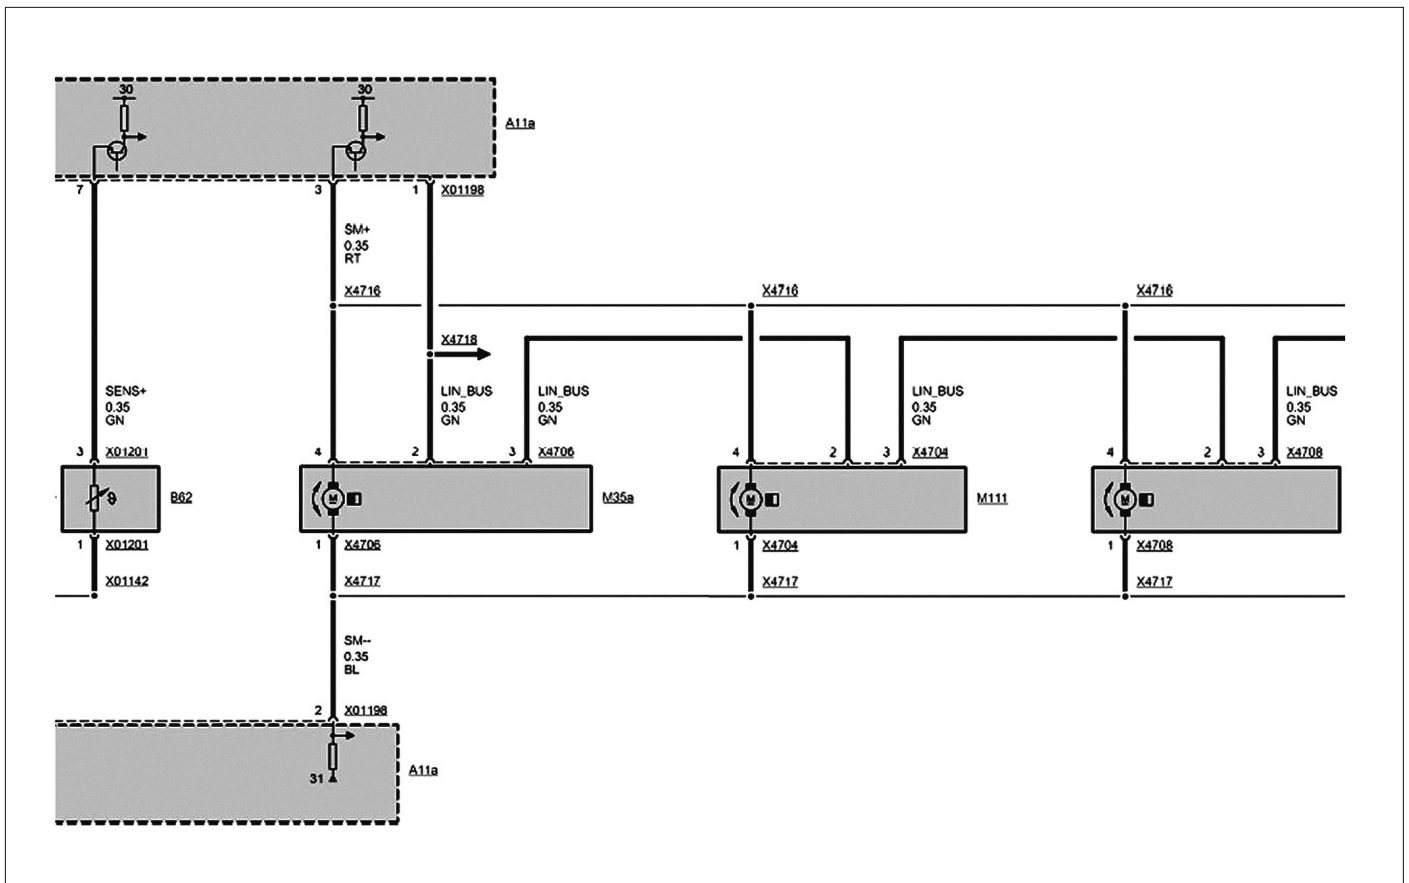 30 30
A11a
7 3 1 X01198
SM+
0.35
RT
X4716 X4716 X4716
X4718
SENS+ LIN_BUS LIN_BUS LIN_BUS LIN_BUS
0.35 0.35 0.35 0.35 0.35
GN GN GN GN GN
3 X01201 4 2 3 X4706 4 2 3 X4704 4 2 3 X4708
M M M
ϑ B62 M35a M111
1 X01201 1 X4706 1 X4704 1 X4708
X01142 X4717 X4717 X4717
SM--
0.35
BL
2 X01198
A11a
31